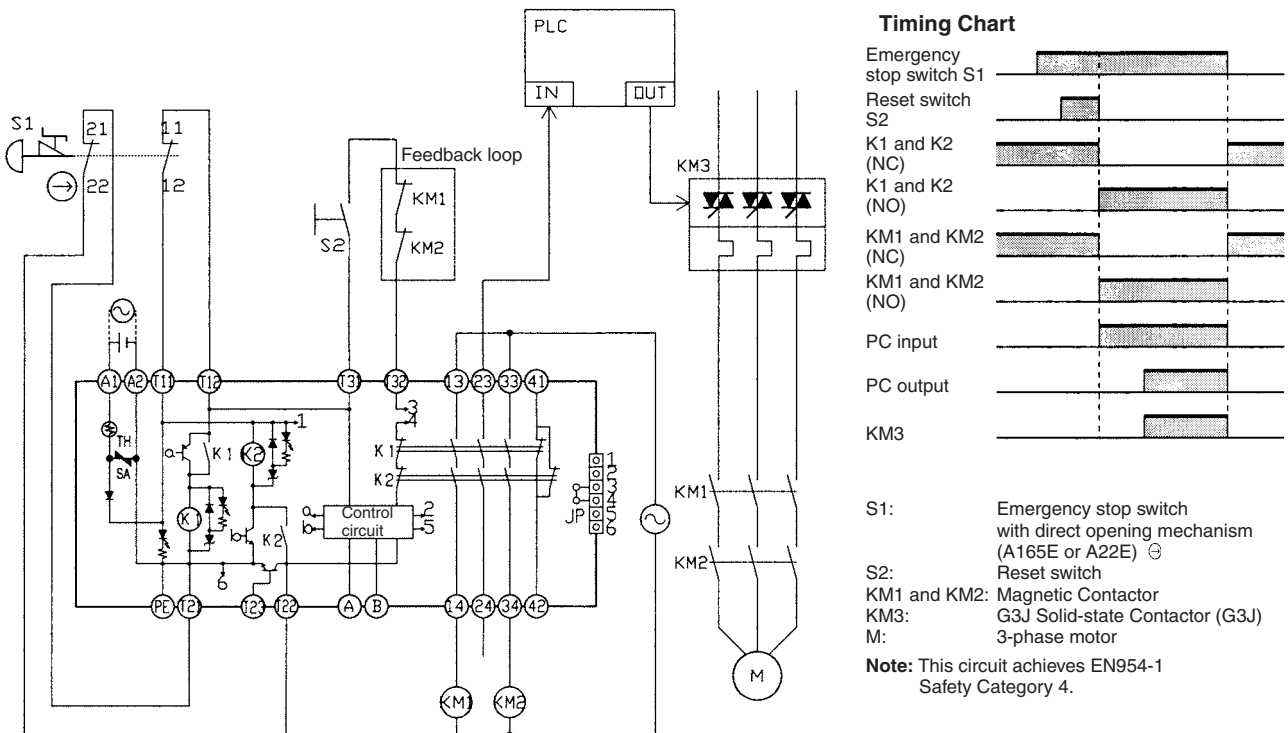 PLC
IN
OUT
S1
21
11
22
12
Feedback loop
KM1
KM2
S2
KM3
A1
A2
T11
T12
T31
T32
13
23
33
41
TH
SA
a
K1
K2
1
K1
b
K2
6
3
4
K1
K2
a
b
Control
circuit
2
5
JP
1
2
3
4
5
6
PE
T21
T23
T22
A
B
14
24
34
42
KM1
KM2
KM1
KM2
M
Timing Chart
Emergency
stop switch S1
Reset switch
S2
K1 and K2
(NC)
K1 and K2
(NO)
KM1 and KM2
(NC)
KM1 and KM2
(NO)
PC input
PC output
KM3
S1: Emergency stop switch
with direct opening mechanism
(A165E or A22E)
S2: Reset switch
KM1 and KM2: Magnetic Contactor
KM3: G3J Solid-state Contactor (G3J)
M: 3-phase motor
Note: This circuit achieves EN954-1
Safety Category 4.